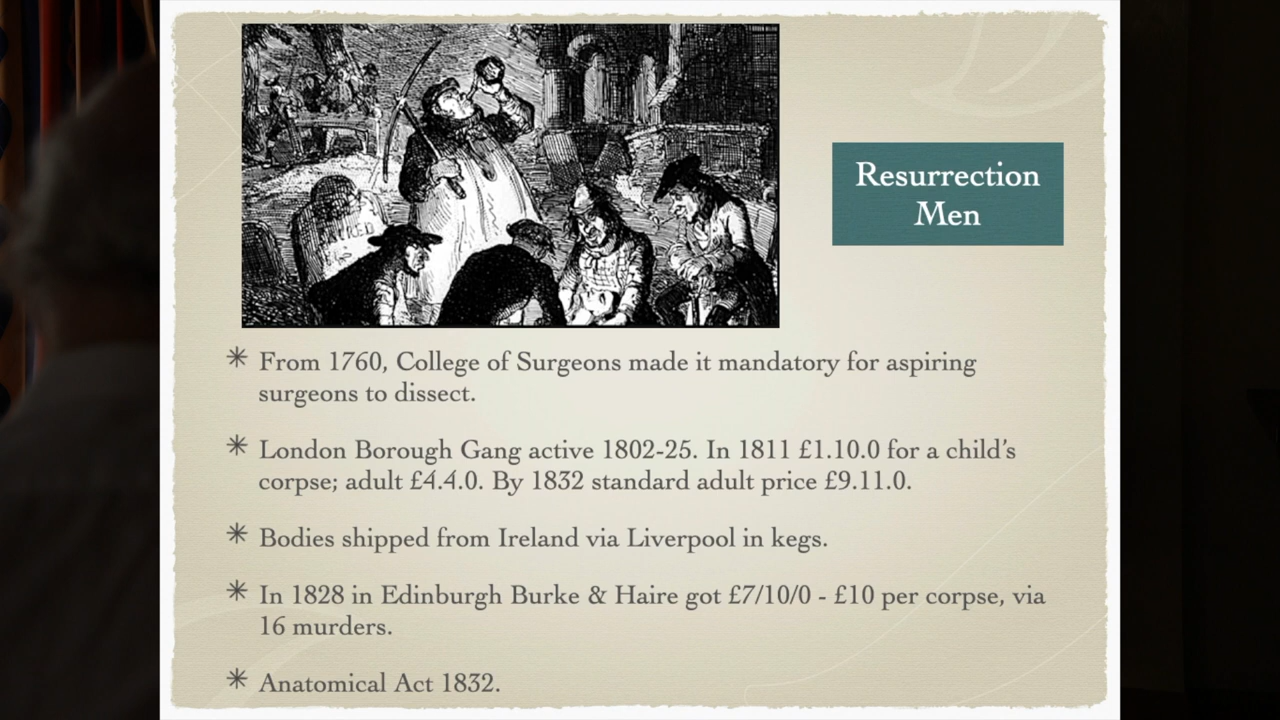 Resurrection
Men
From 1760, College of Surgeons made it mandatory for aspiring
surgeons to dissect.
London Borough Gang active 1802-25. In 1811 £1.10.0 for a child's
corpse; adult £4.4.0. By 1832 standard adult price £9.11.0.
Bodies shipped from Ireland via Liverpool in kegs.
In 1828 in Edinburgh Burke & Haire got £7/10/0 - £10 per corpse, via
16 murders.
Anatomical Act 1832.